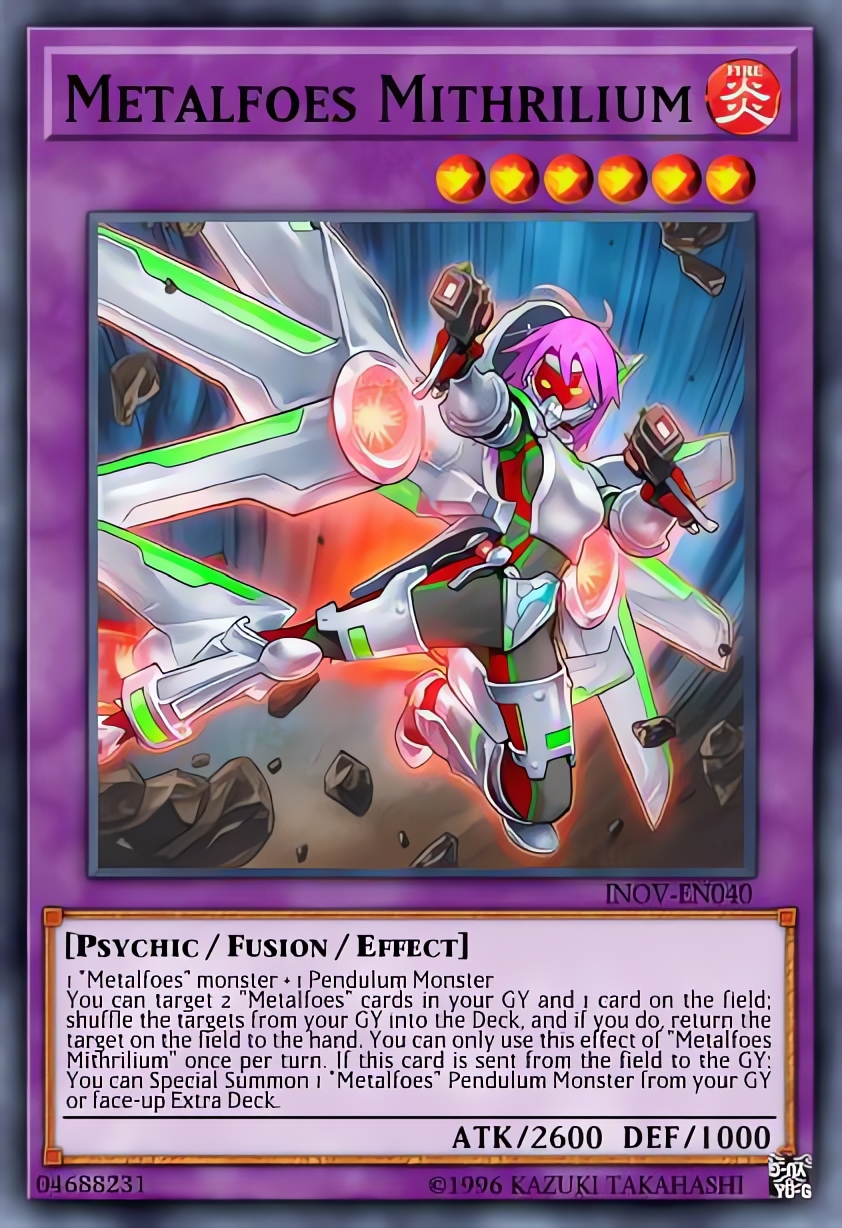 METALFOES MITHRILIUM
FIRE
炎
INOV-EN040
[PSYCHIC / FUSION / EFFECT]
1 "Metalfoes" monster + 1 Pendulum Monster
You can target 2 "Metalfoes" cards in your GY and 1 card on the field;
shuffle the targets from your GY into the Deck, and if you do, return the
target on the field to the hand. You can only use this effect of "Metalfoes
Mithrilium" once per turn. If this card is sent from the field to the GY:
You can Special Summon 1 "Metalfoes" Pendulum Monster from your GY
or face-up Extra Deck.
ATK/2600 DEF/1000
04688231
©1996 KAZUKI TAKAHASHI